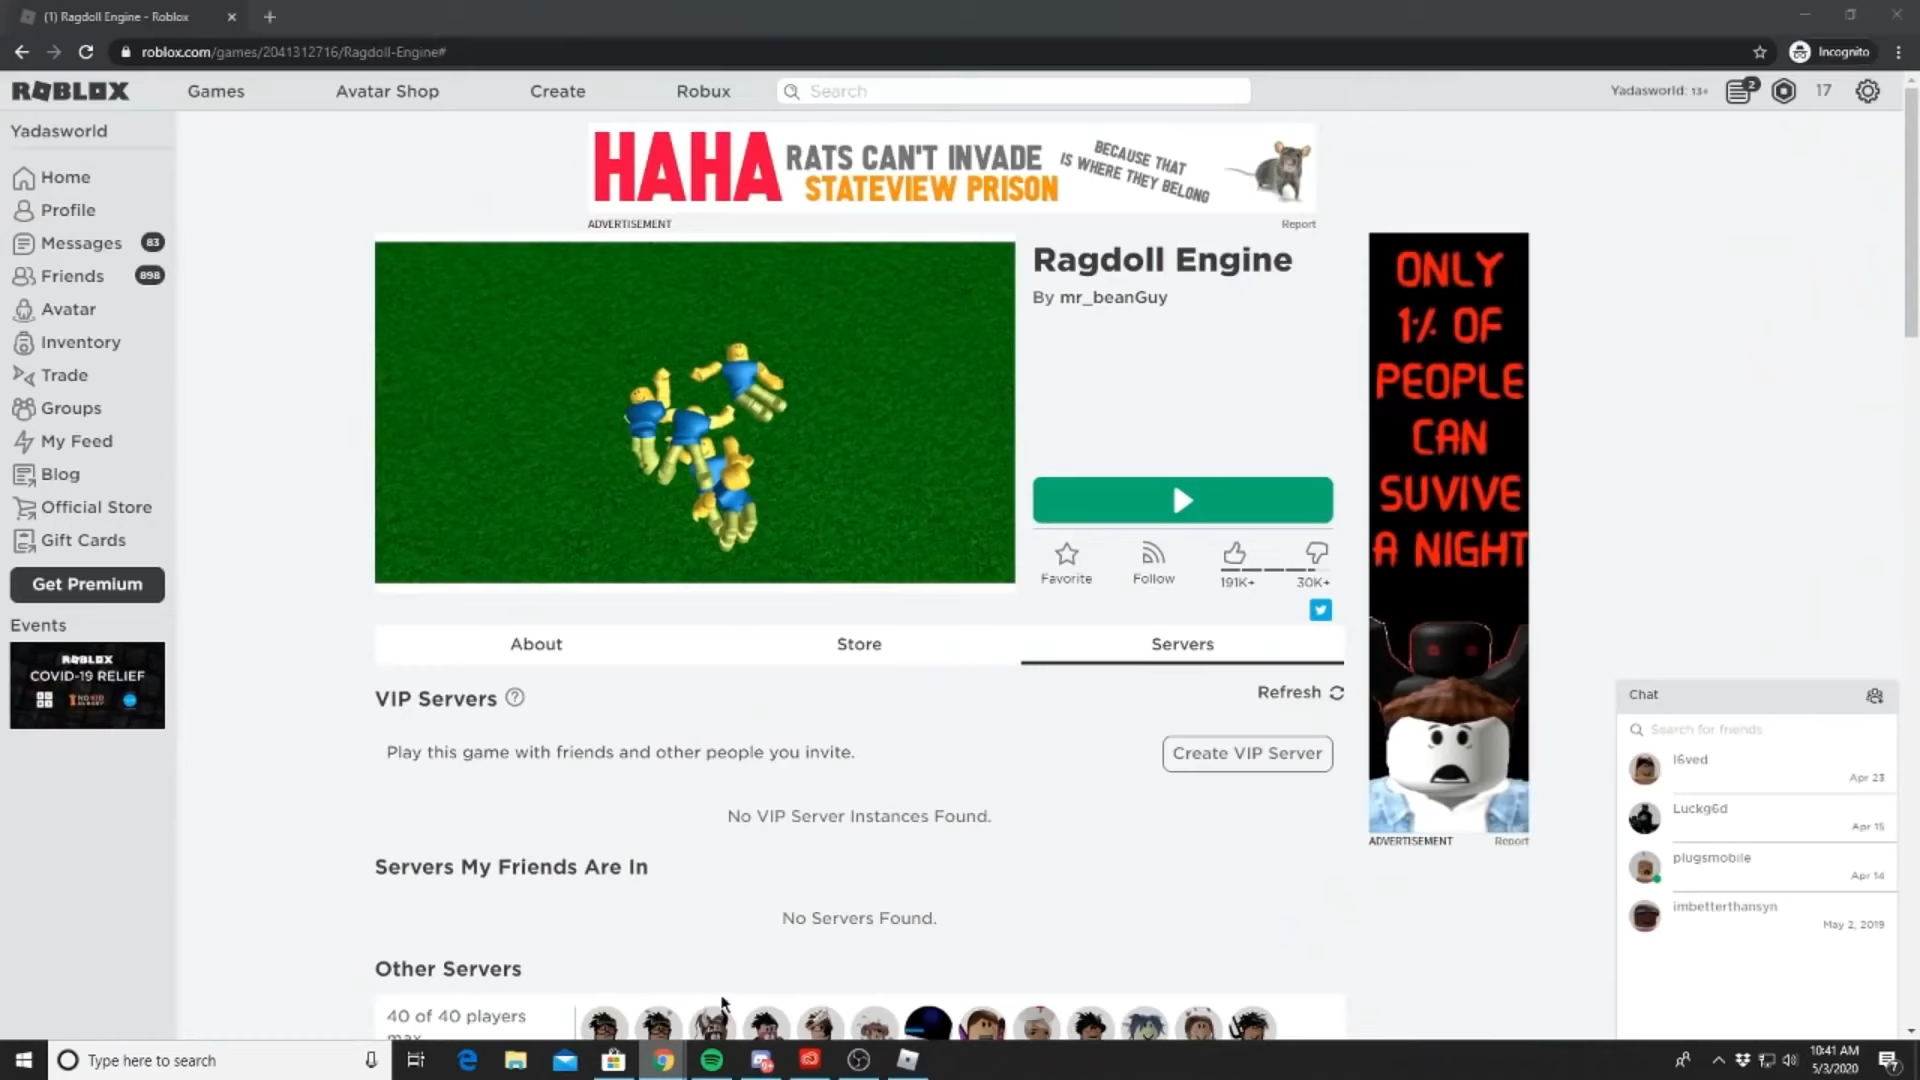 (1) Ragdoll Engine - Roblox
roblox.com/games/2041312716/Ragdoll-Engine#
Incognito
ROBLOX
Games
Avatar Shop
Create
Robux
Search
Yadasworld: 13+
2
17
Yadasworld
Home
Profile
Messages 83
Friends 898
Avatar
Inventory
Trade
Groups
My Feed
Blog
Official Store
Gift Cards
Get Premium
Events
ROBLOX
COVID-19 RELIEF
HAHA
RATS CAN'T INVADE
STATEVIEW PRISON
BECAUSE THAT
IS WHERE THEY BELONG
ADVERTISEMENT
Report
Ragdoll Engine
By mr_beanGuy
Favorite
Follow
191K+
30K+
About
Store
Servers
VIP Servers
Refresh
Play this game with friends and other people you invite.
Create VIP Server
No VIP Server Instances Found.
Servers My Friends Are In
No Servers Found.
Other Servers
40 of 40 players
max
ONLY
1% OF
PEOPLE
CAN
SUVIVE
A NIGHT
ADVERTISEMENT
Report
Chat
Search for friends
l6ved
Apr 23
Luckg6d
Apr 15
plugsmobile
Apr 14
imbetterthansyn
May 2, 2019
Type here to search
10:41 AM
5/3/2020